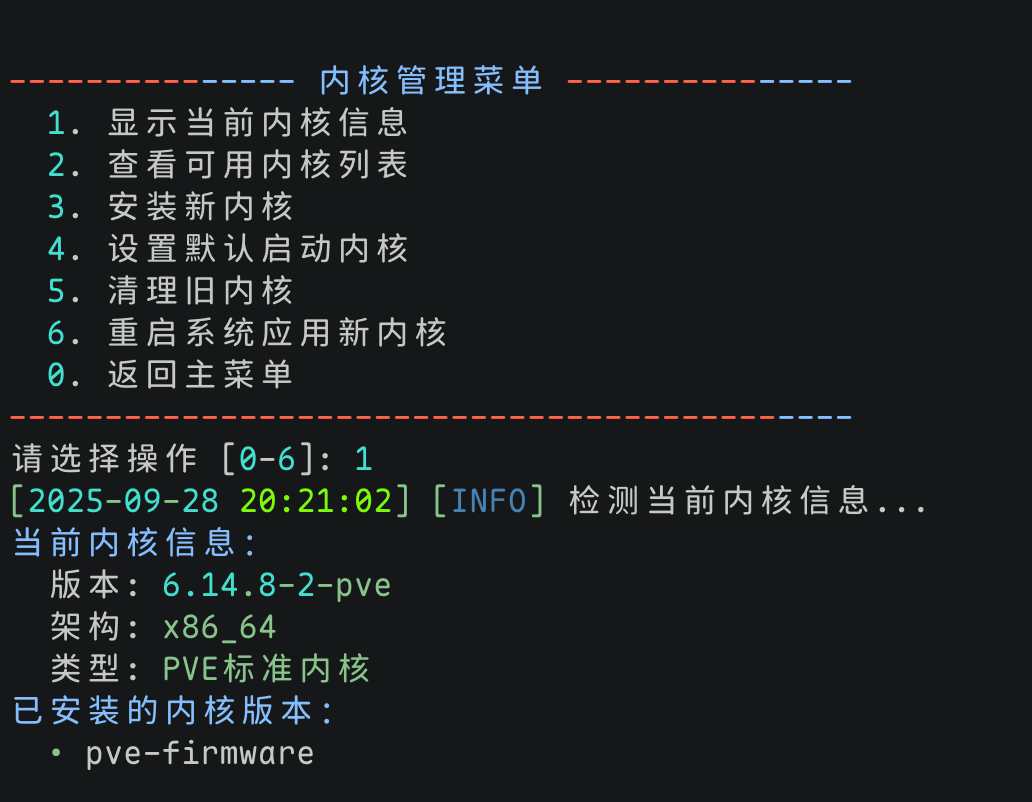 --------------- 内核管理菜单 ---------------
1. 显示当前内核信息
2. 查看可用内核列表
3. 安装新内核
4. 设置默认启动内核
5. 清理旧内核
6. 重启系统应用新内核
0. 返回主菜单
--------------------------------------------
请选择操作 [0-6]: 1
[2025-09-28 20:21:02] [INFO] 检测当前内核信息...
当前内核信息:
版本: 6.14.8-2-pve
架构: x86_64
类型: PVE标准内核
已安装的内核版本:
• pve-firmware